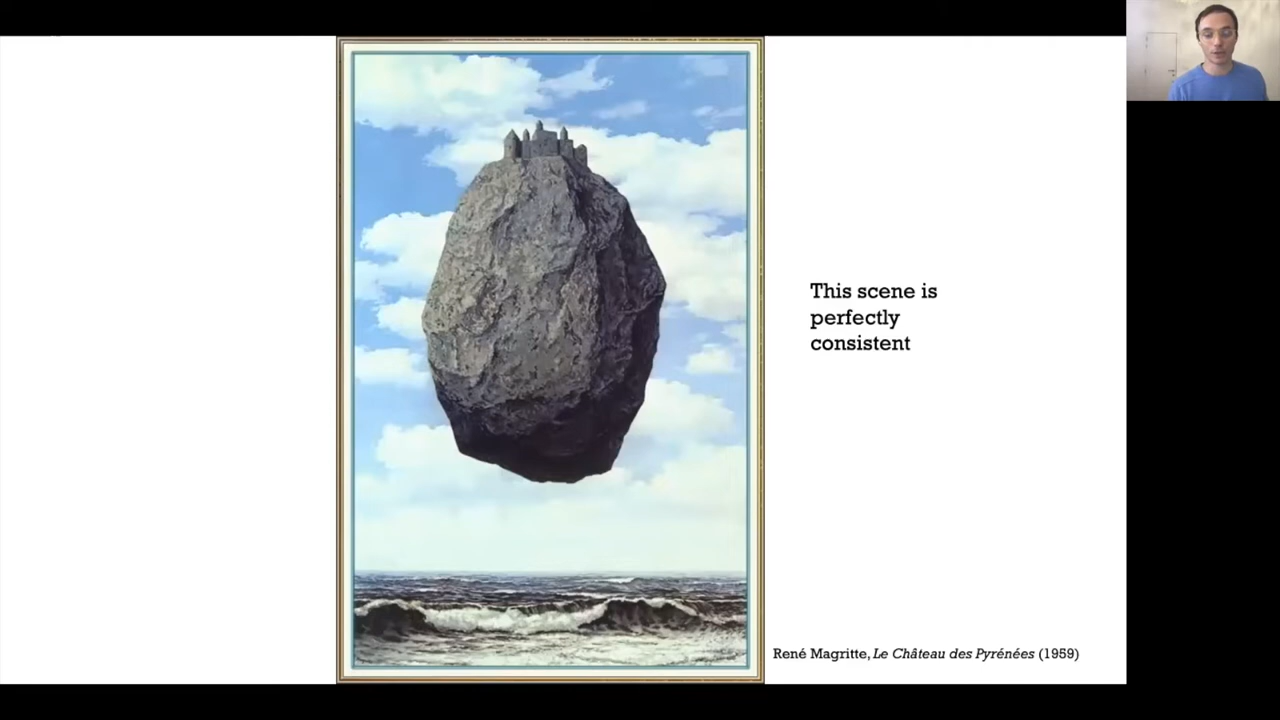 This scene is
perfectly
consistent
René Magritte, Le Château des Pyrénées (1959)